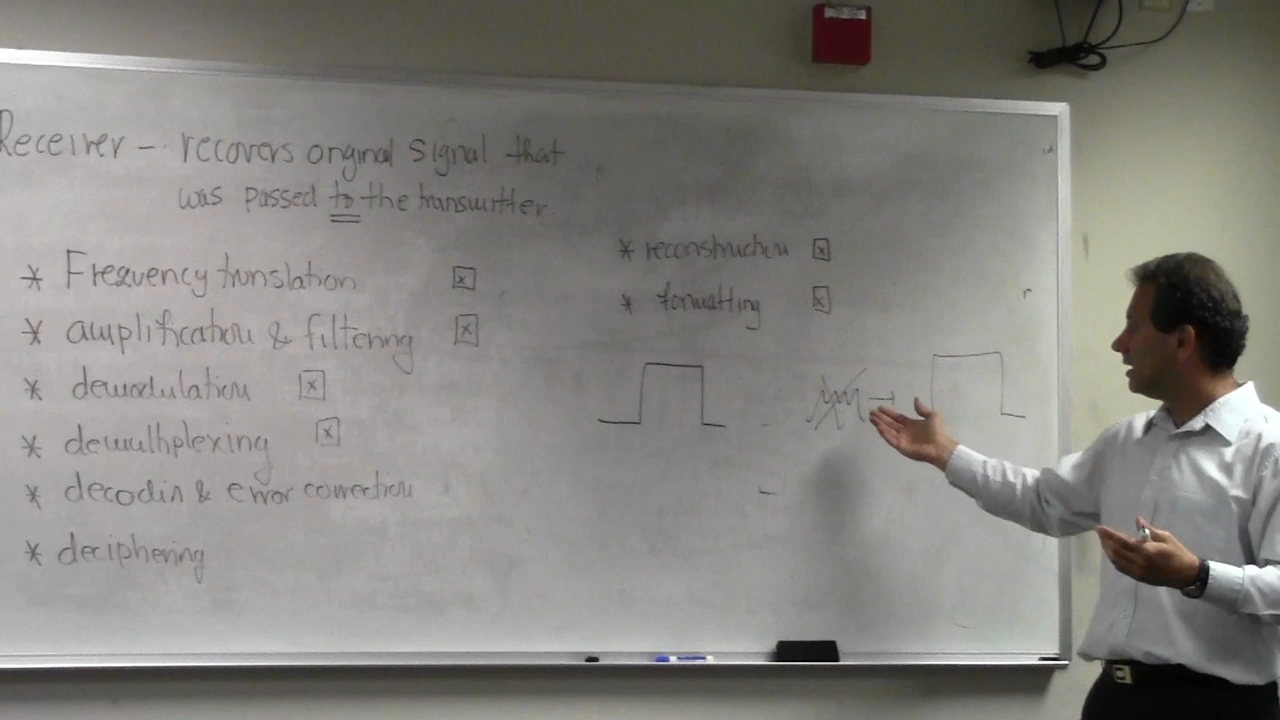 Receiver - recovers original signal that
was passed to the transmitter.
* Frequency translation x
* amplification & filtering x
* demodulation x
* demultiplexing x
* decodin & error correction
* deciphering
* reconstruction x
* formatting x
r